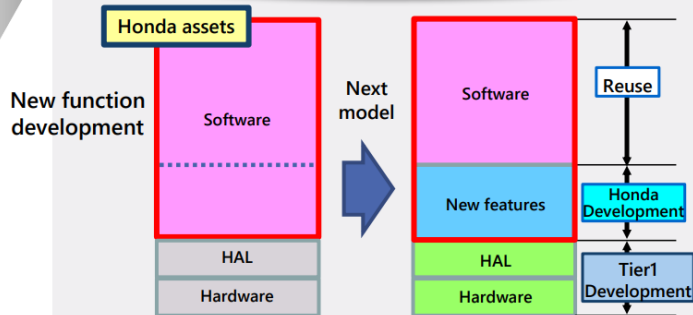 Honda assets
New function
development
Software
HAL
Hardware
Next
model
Software
New features
HAL
Hardware
Reuse
Honda
Development
Tier1
Development